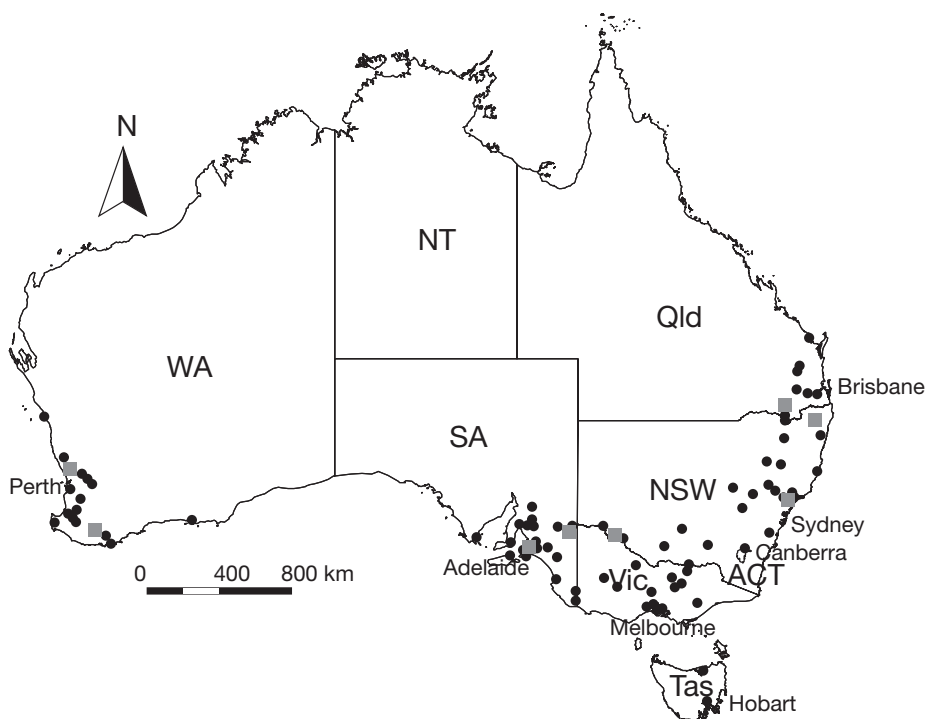 N
NT
Qld
WA
Brisbane
SA
Perth
NSW
Sydney
Canberra
Adelaide
0 400 800 km
Vic
ACT
Melbourne
Tas
Hobart